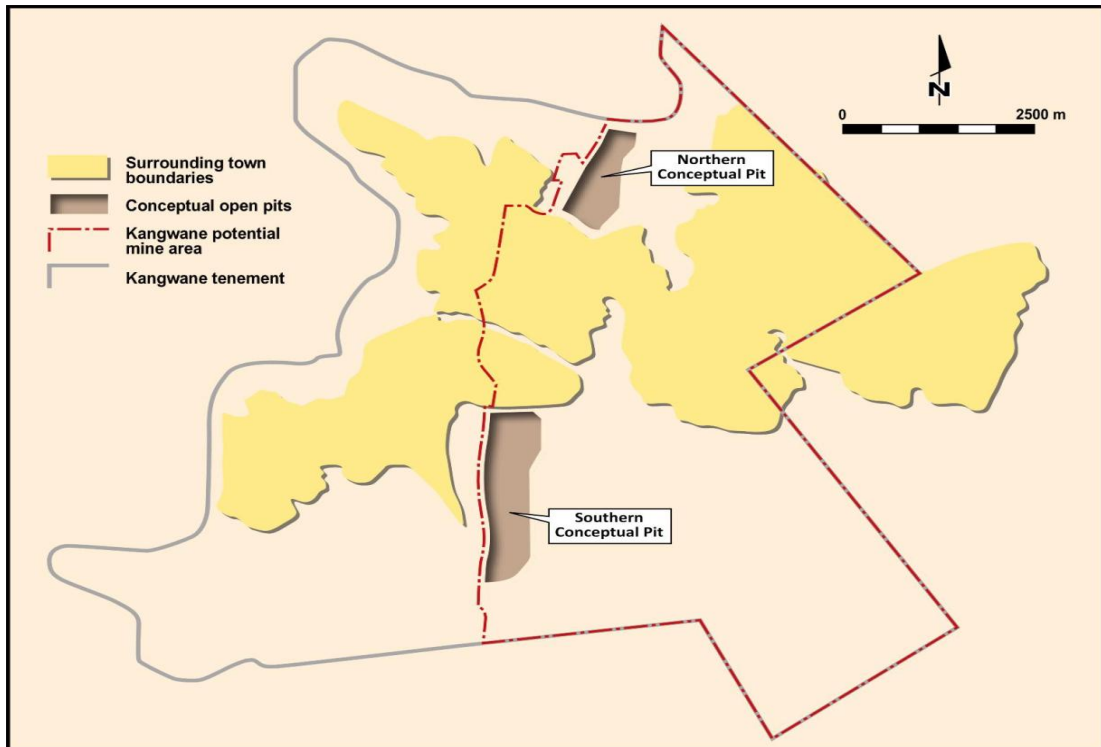 N
0
2500 m
Surrounding town
boundaries
Conceptual open pits
Kangwane potential
mine area
Kangwane tenement
Northern
Conceptual Pit
Southern
Conceptual Pit